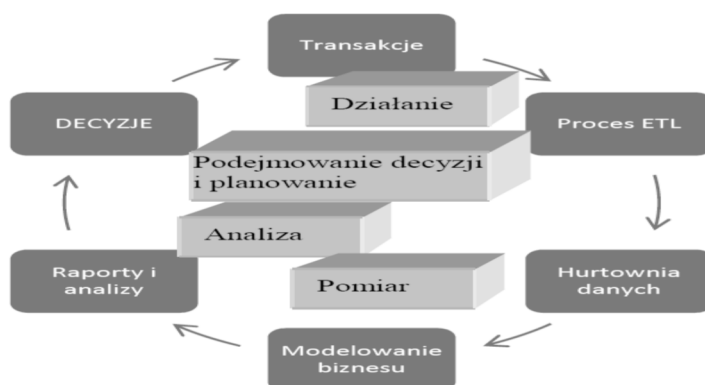 Transakcje
Działanie
DECYZJE
Proces ETL
Podejmowanie decyzji
i planowanie
Analiza
Raporty i
analizy
Hurtownia
danych
Pomiar
Modelowanie
biznesu